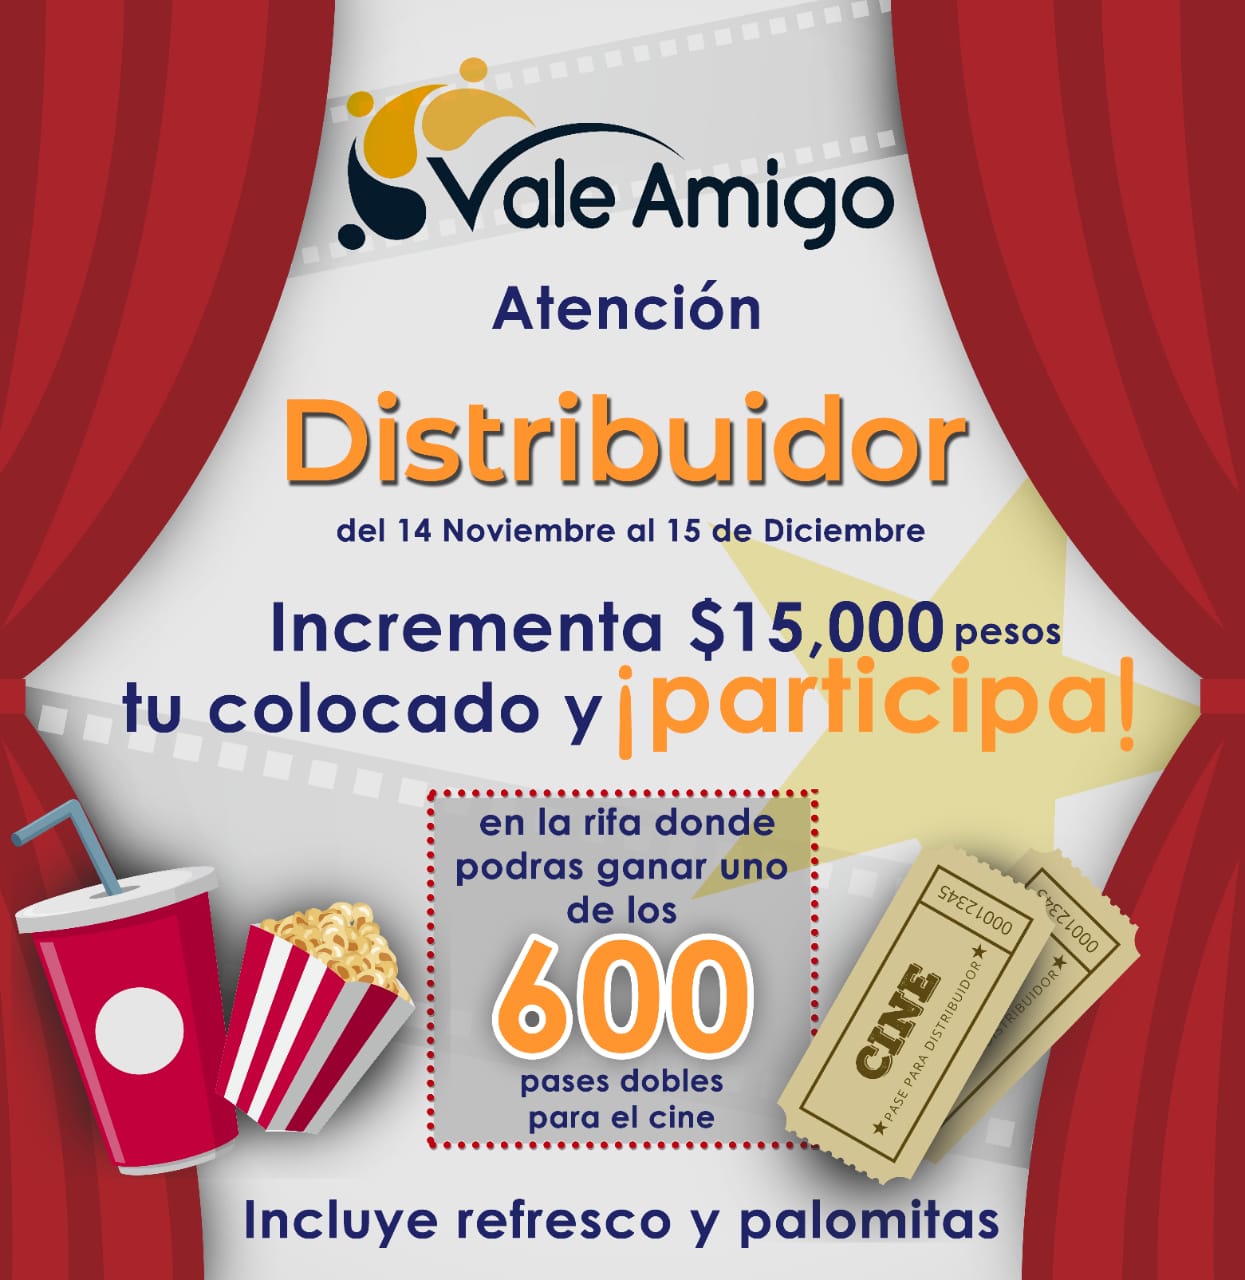 Vale Amigo
Atención
Distribuidor
del 14 Noviembre al 15 de Diciembre
Incrementa $15,000 pesos
tu colocado y ¡participa!
en la rifa donde
podras ganar uno
de los
600
pases dobles
para el cine
00012345
CINE
★PASE PARA DISTRIBUIDOR★
00012345
STRIBUIDOR★
Incluye refresco y palomitas